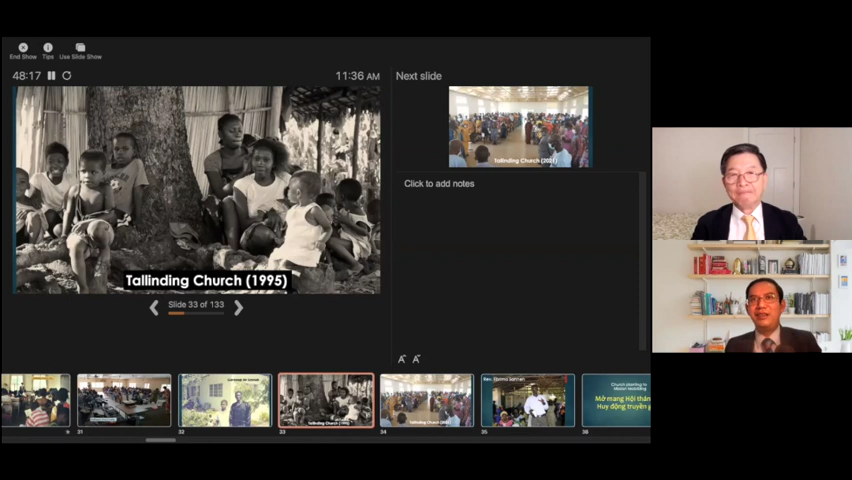 End Show Tips Use Slide Show
48:17
11:36 AM
Tallinding Church (1995)
Slide 33 of 133
Next slide
Tallinding Church (2021)
Click to add notes
31
32
33
Tallinding Church (1995)
34
Tallinding Church (2021)
35
36
Church planting to
Mở mang Hội thán
Huy động truyền g